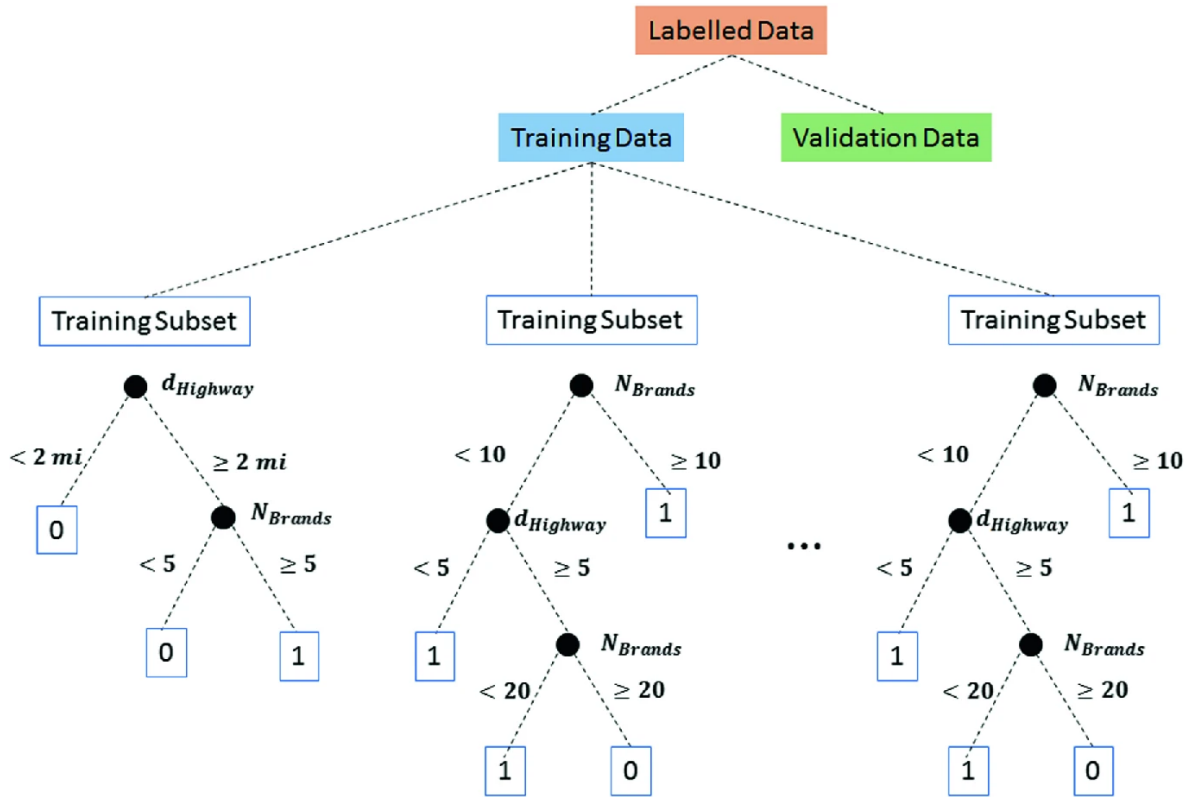 Labelled Data
Training Data
Validation Data
Training Subset
Training Subset
Training Subset
d_Highway
N_Brands
N_Brands
< 2 mi
≥ 2 mi
< 10
≥ 10
< 10
≥ 10
0
N_Brands
d_Highway
1
...
d_Highway
1
< 5
≥ 5
< 5
≥ 5
< 5
≥ 5
0
1
1
N_Brands
1
N_Brands
< 20
≥ 20
< 20
≥ 20
1
0
1
0